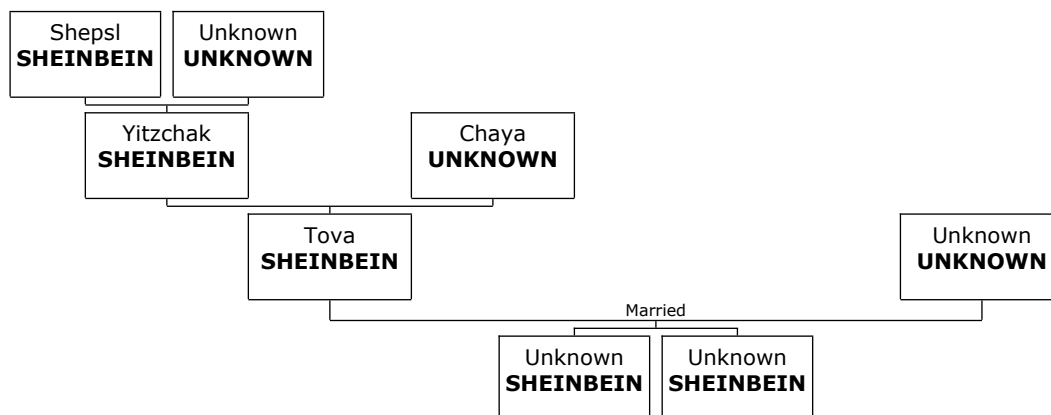 Shepsl
SHEINBEIN
Unknown
UNKNOWN
Yitzchak
SHEINBEIN
Chaya
UNKNOWN
Tova
SHEINBEIN
Unknown
UNKNOWN
Married
Unknown
SHEINBEIN
Unknown
SHEINBEIN